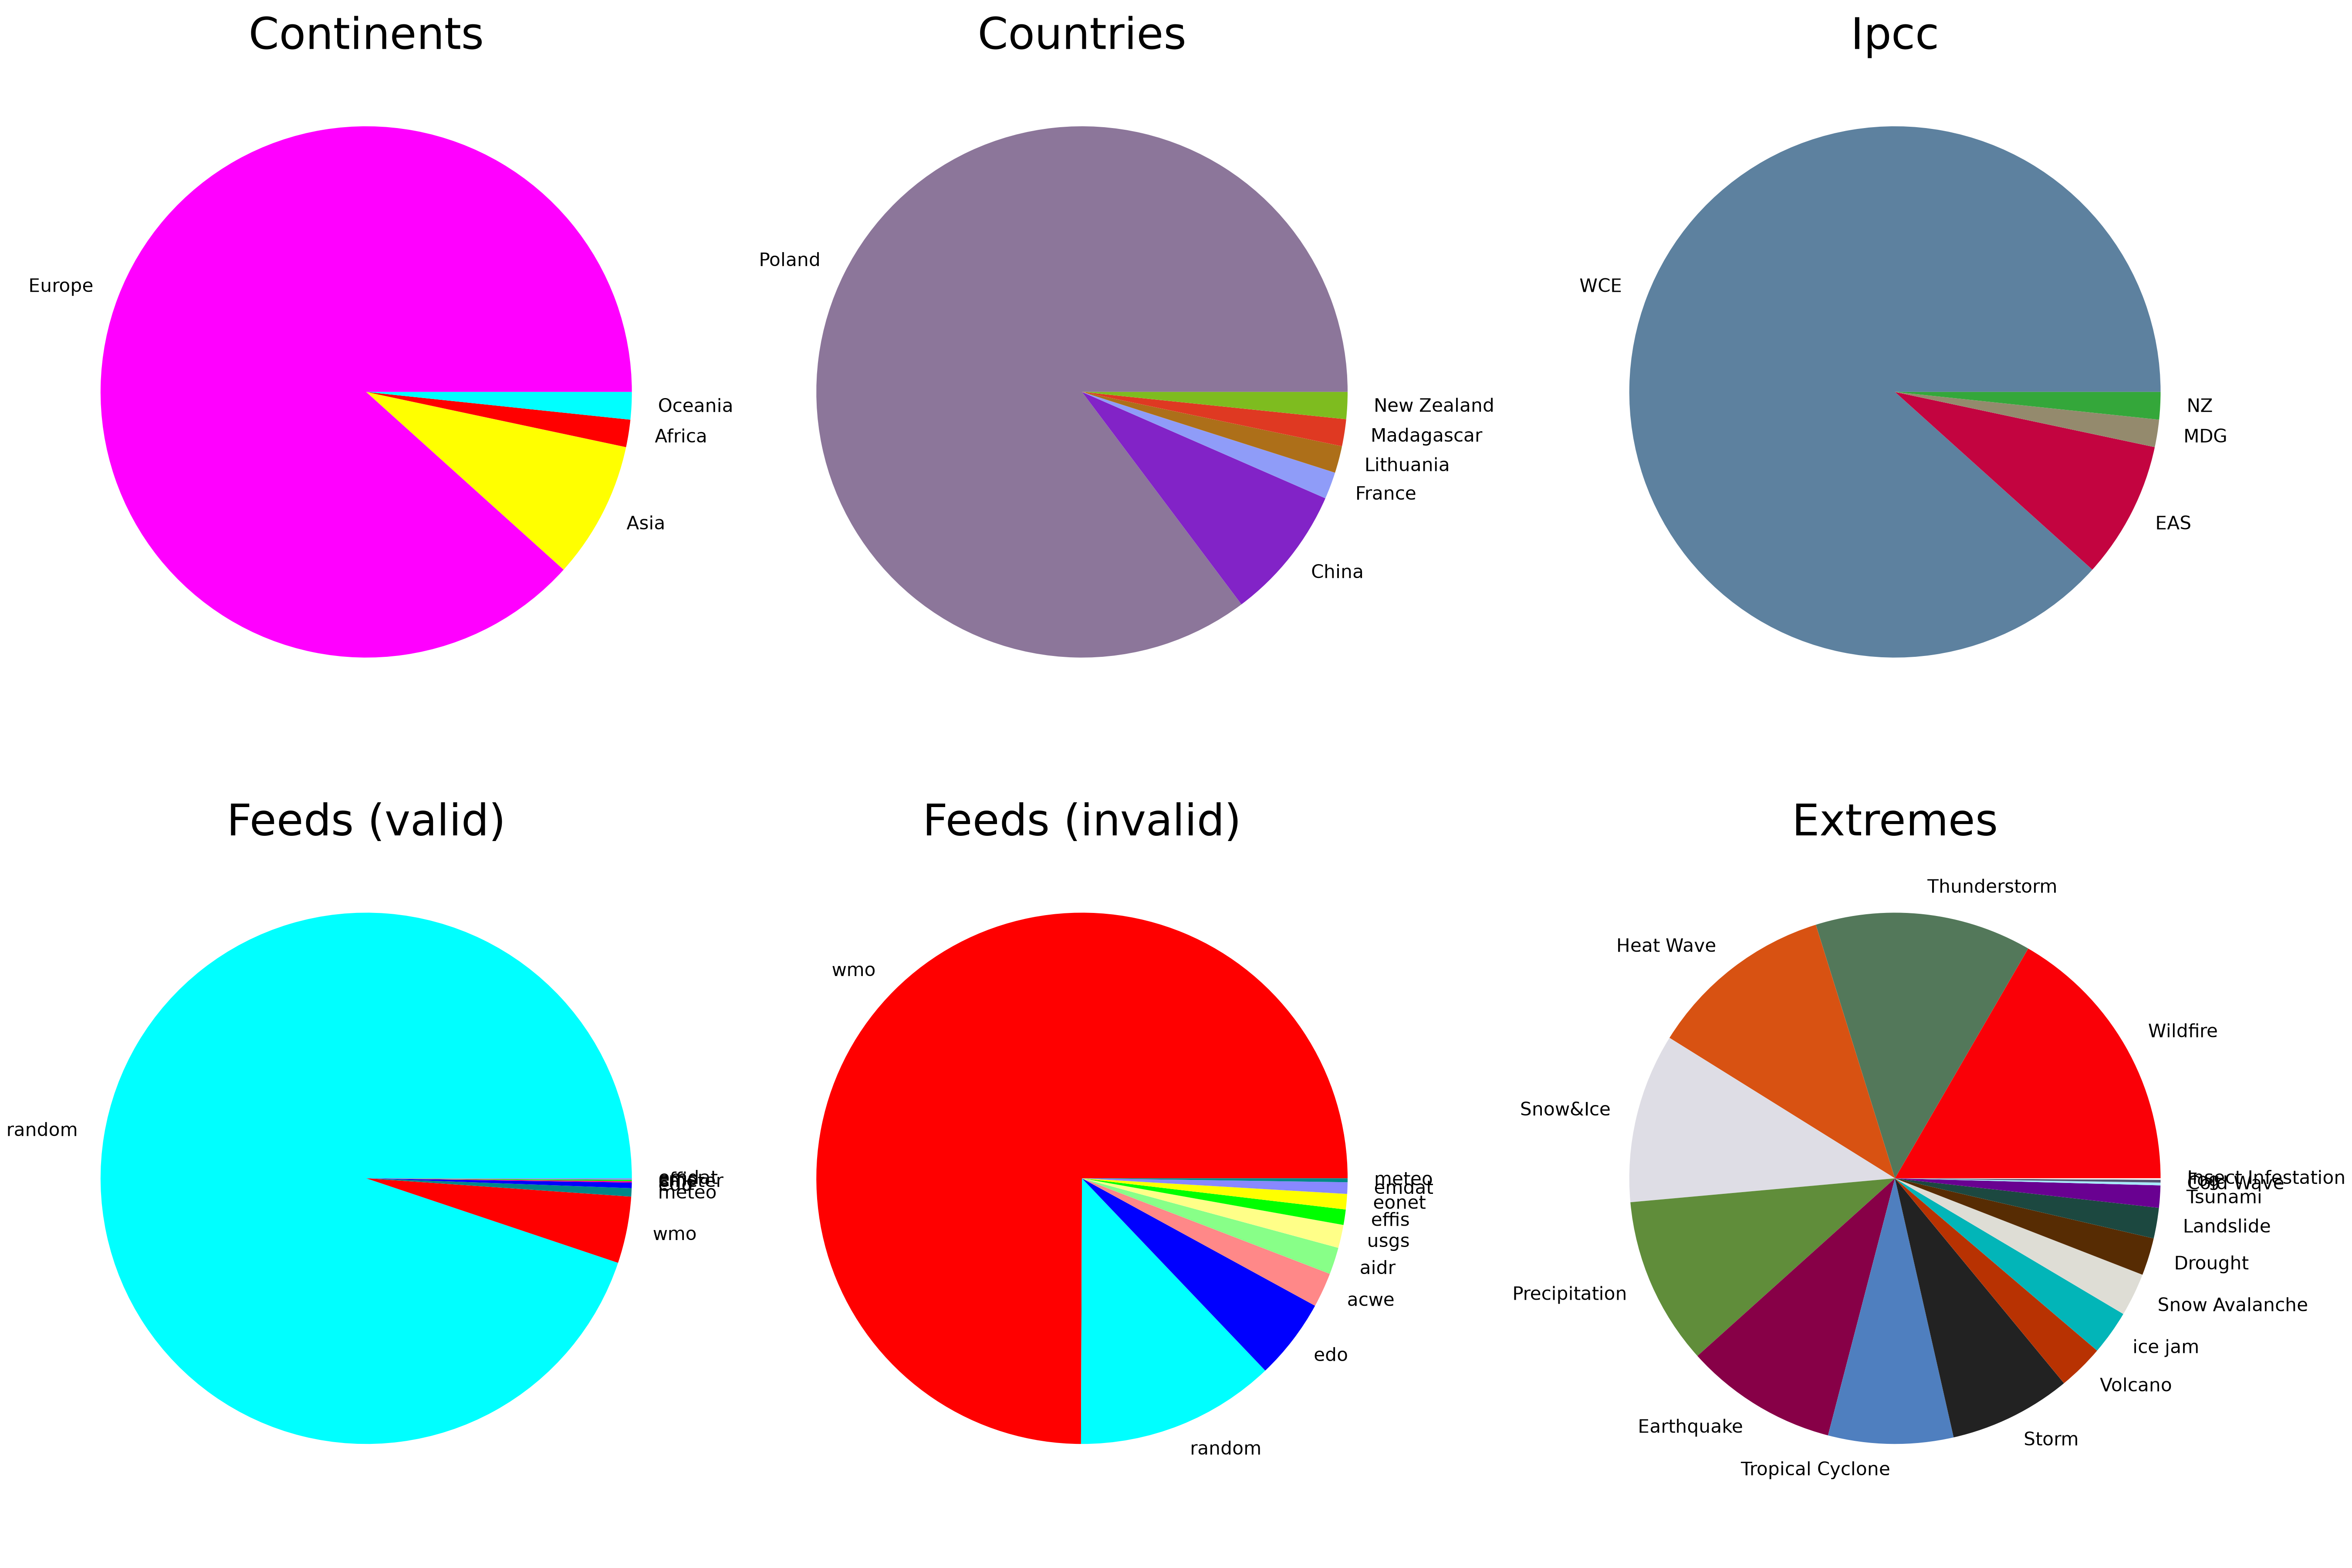 Continents
Europe
Oceania
Africa
Asia
Countries
Poland
New Zealand
Madagascar
Lithuania
France
China
Ipcc
WCE
NZ
MDG
EAS
Feeds (valid)
random
meteo
wmo
Feeds (invalid)
wmo
meteo
emdat
eonet
effis
usgs
aidr
acwe
edo
random
Extremes
Thunderstorm
Heat Wave
Wildfire
Snow&Ice
Insect Infestation
Cold Wave
Tsunami
Landslide
Drought
Precipitation
Snow Avalanche
ice jam
Volcano
Earthquake
Storm
Tropical Cyclone